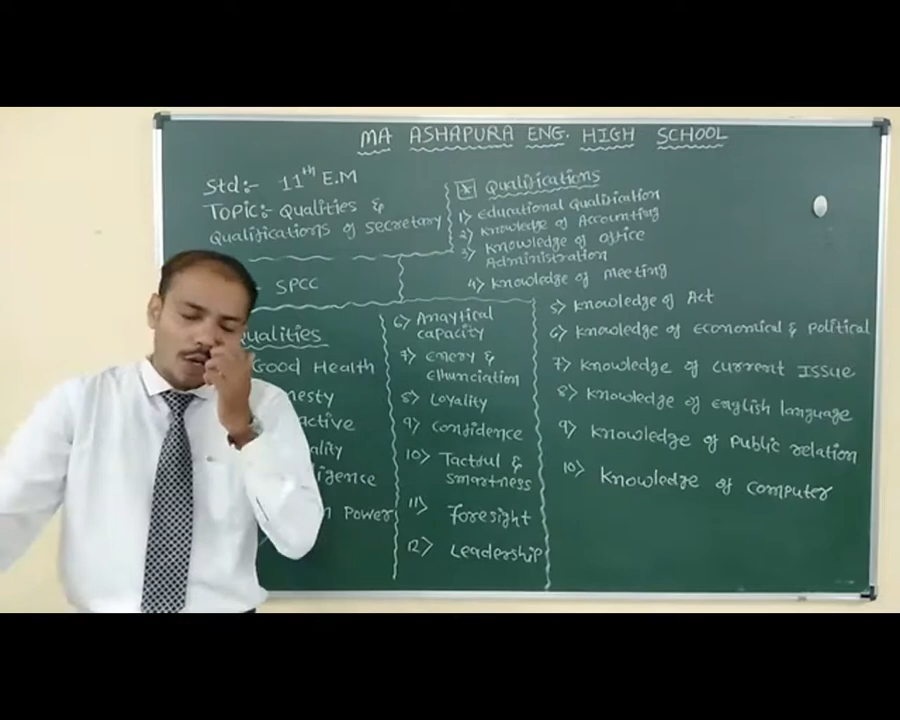 MA ASHAPURA ENG. HIGH SCHOOL
Std:- 11th E.M
Topic:- Qualities &
Qualifications of secretary
SPCC
Qualities
Good Health
nesty
active
ality
igence
Power
6) Anaytical
capacity
7)
8) Loyality
9) Confidence
10) Tactful &
smartness
11) Foresight
12) Leadership
* Qualifications
1) Educational Qualification
2) Knowledge of Accounting
3) Knowledge of office
Administration
4) Knowledge of meeting
5) Knowledge of Act
6) Knowledge of Economical & Political
7) Knowledge of current Issue
8) Knowledge of English language
9) Knowledge of Public relation
10) Knowledge of computer